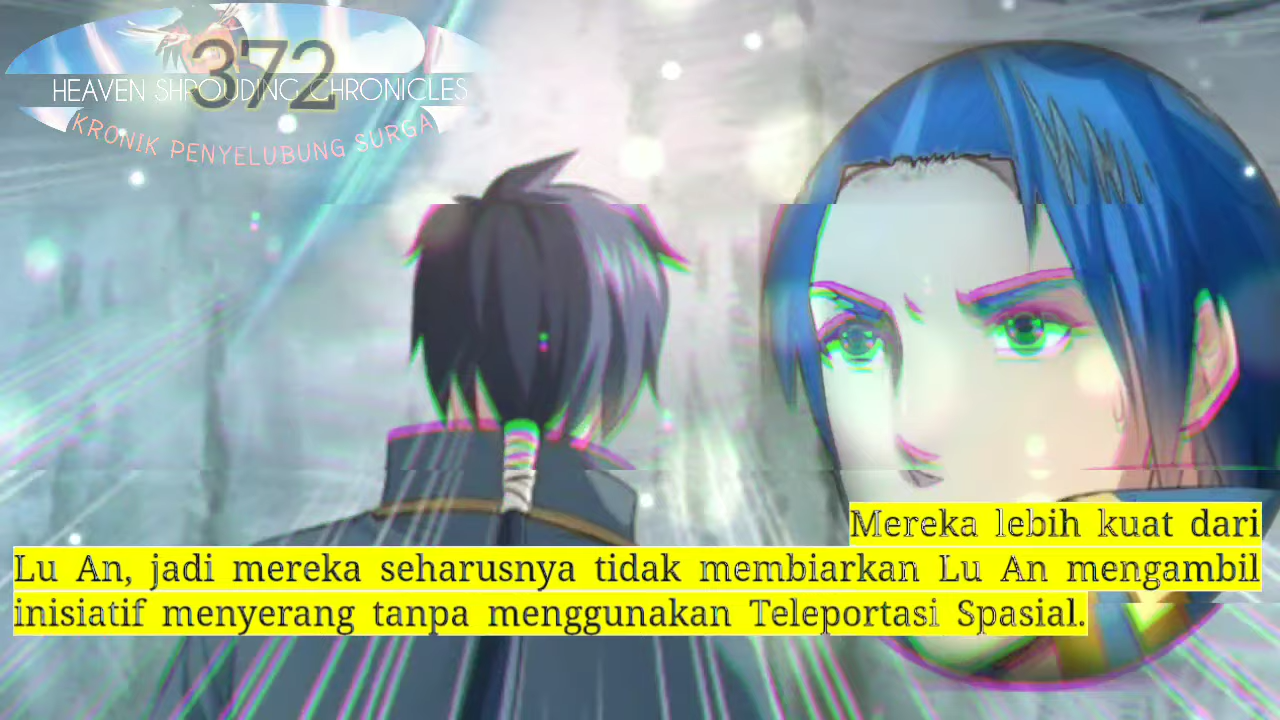 372
HEAVEN SHROUDING CHRONICLES
KRONIK PENYELUBUNG SURGA
Mereka lebih kuat dari
Lu An, jadi mereka seharusnya tidak membiarkan Lu An mengambil
inisiatif menyerang tanpa menggunakan Teleportasi Spasial.